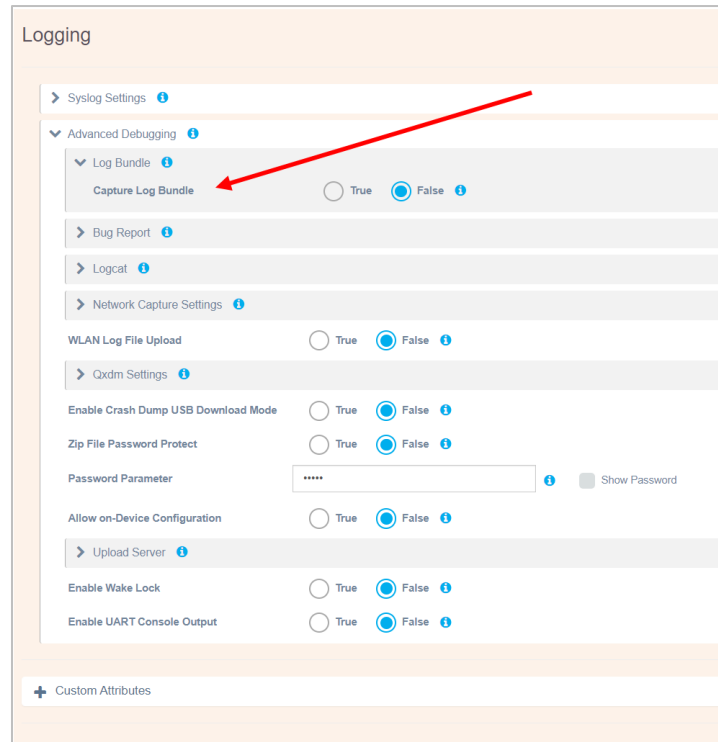 Logging
Syslog Settings
Advanced Debugging
Log Bundle
Capture Log Bundle True False
Bug Report
Logcat
Network Capture Settings
WLAN Log File Upload True False
Qxdm Settings
Enable Crash Dump USB Download Mode True False
Zip File Password Protect True False
Password Parameter ••••• Show Password
Allow on-Device Configuration True False
Upload Server
Enable Wake Lock True False
Enable UART Console Output True False
Custom Attributes